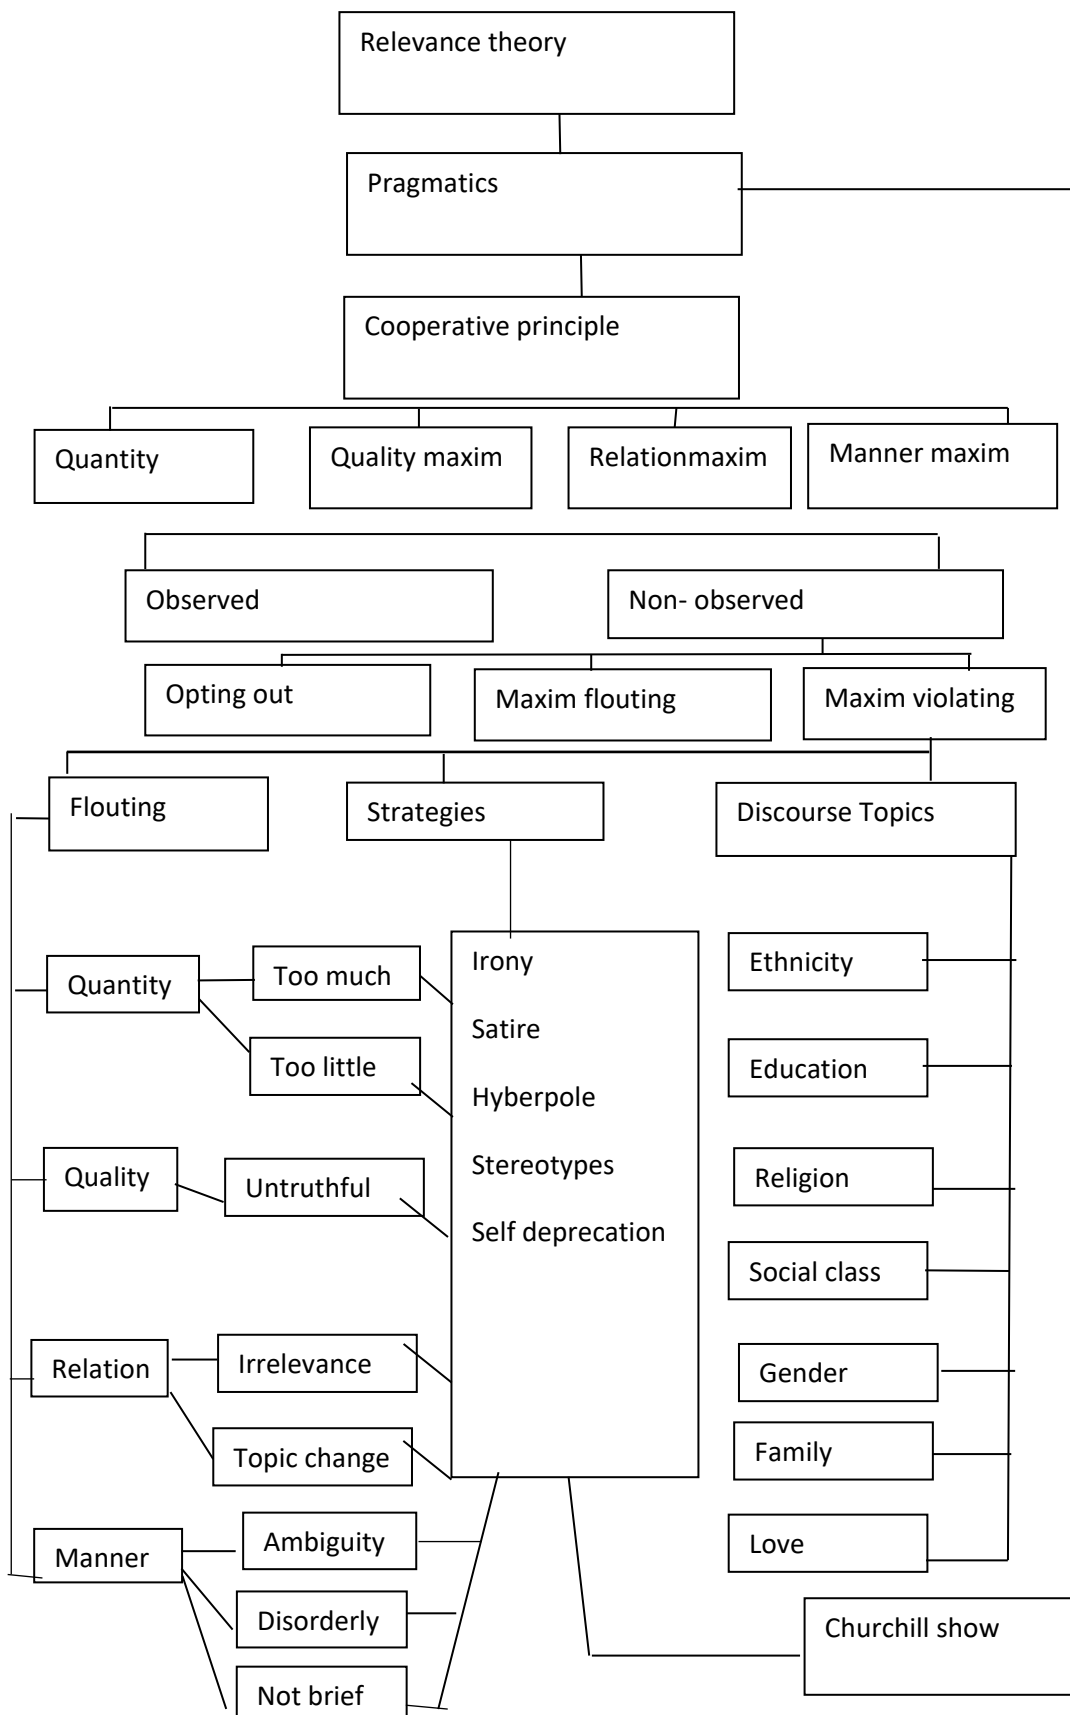 Relevance theory
Pragmatics
Cooperative principle
Quantity
Quality maxim
Relationmaxim
Manner maxim
Observed
Non- observed
Opting out
Maxim flouting
Maxim violating
Flouting
Strategies
Discourse Topics
Quantity
Too much
Too little
Quality
Untruthful
Relation
Irrelevance
Topic change
Manner
Ambiguity
Disorderly
Not brief
Irony
Satire
Hyberpole
Stereotypes
Self deprecation
Ethnicity
Education
Religion
Social class
Gender
Family
Love
Churchill show